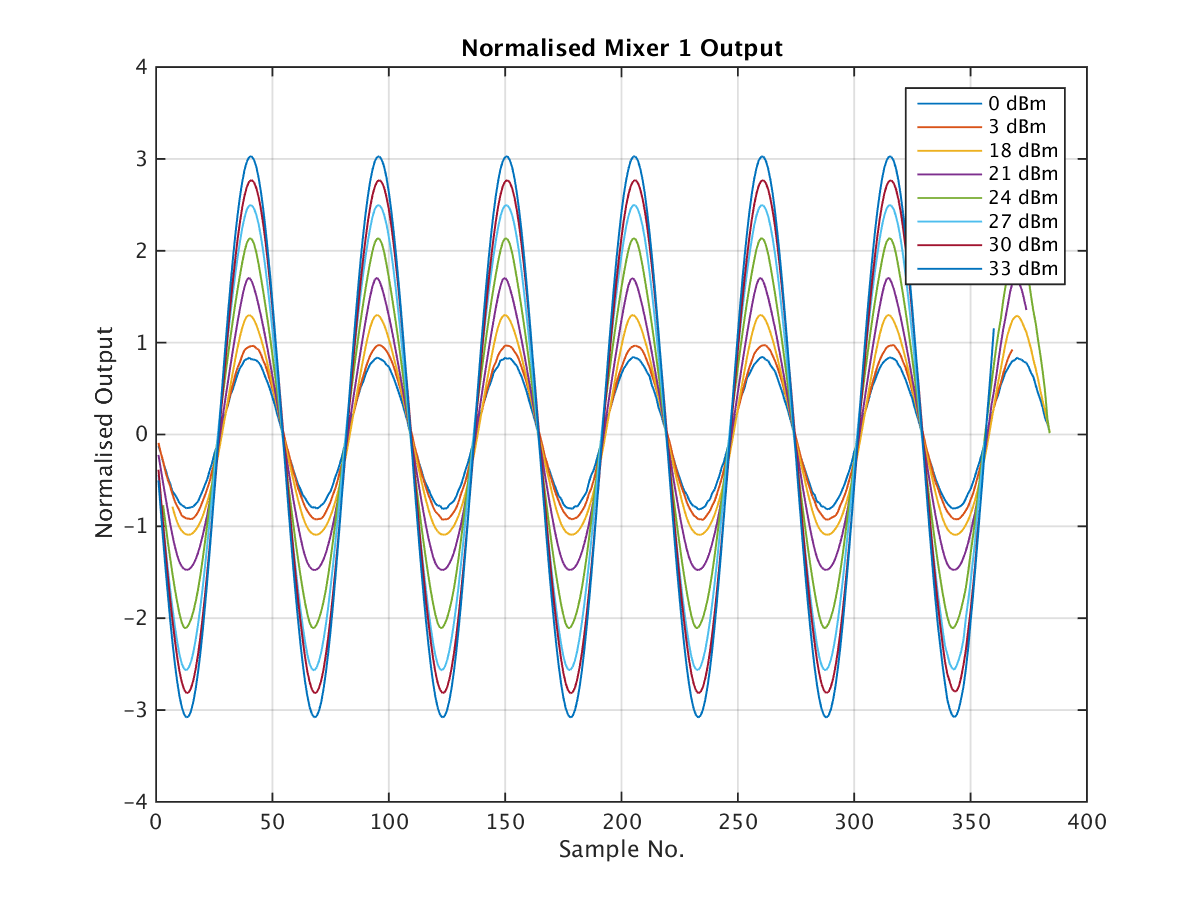 Normalised Mixer 1 Output
4
3
2
1
0
−1
−2
−3
−4
Normalised Output
0 dBm
3 dBm
18 dBm
21 dBm
24 dBm
27 dBm
30 dBm
33 dBm
0 50 100 150 200 250 300 350 400
Sample No.